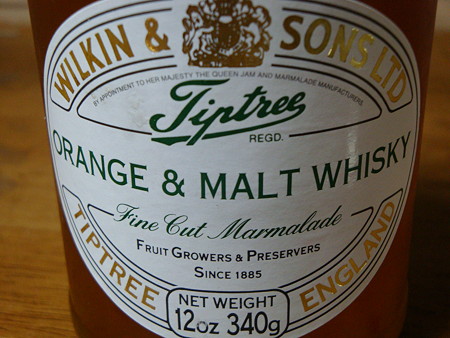 WILKIN & SONS LTD
BY APPOINTMENT TO HER MAJESTY THE QUEEN JAM AND MARMALADE MANUFACTURERS
Tiptree
REGD.
ORANGE & MALT WHISKY
Fine Cut Marmalade
FRUIT GROWERS & PRESERVERS
SINCE 1885
TIPTREE ENGLAND
NET WEIGHT
12oz 340g